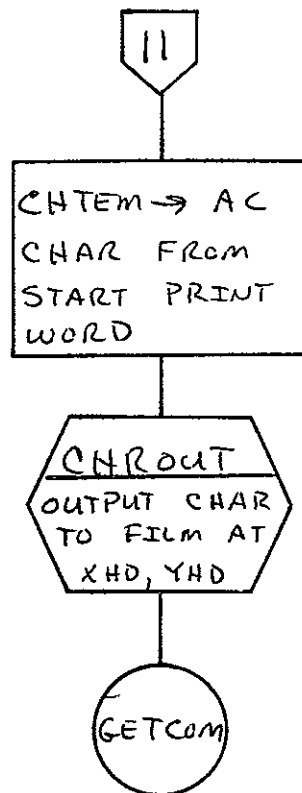 11
CHTEM → AC
CHAR FROM
START PRINT
WORD
CHROUT
OUTPUT CHAR
TO FILM AT
XHD, YHD
GETCOM